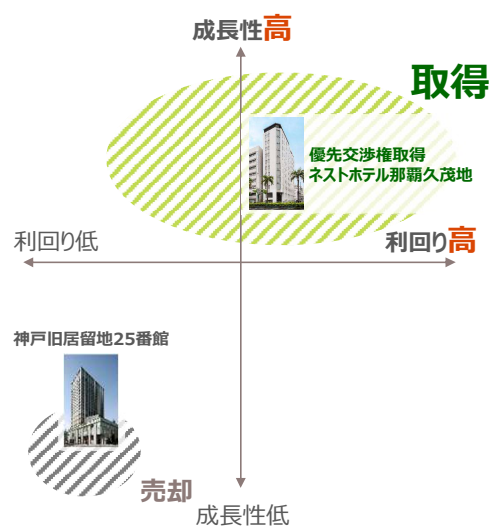 成長性高
取得
優先交渉権取得
ネストホテル那覇久茂地
利回り低
利回り高
神戸旧居留地25番館
売却
成長性低